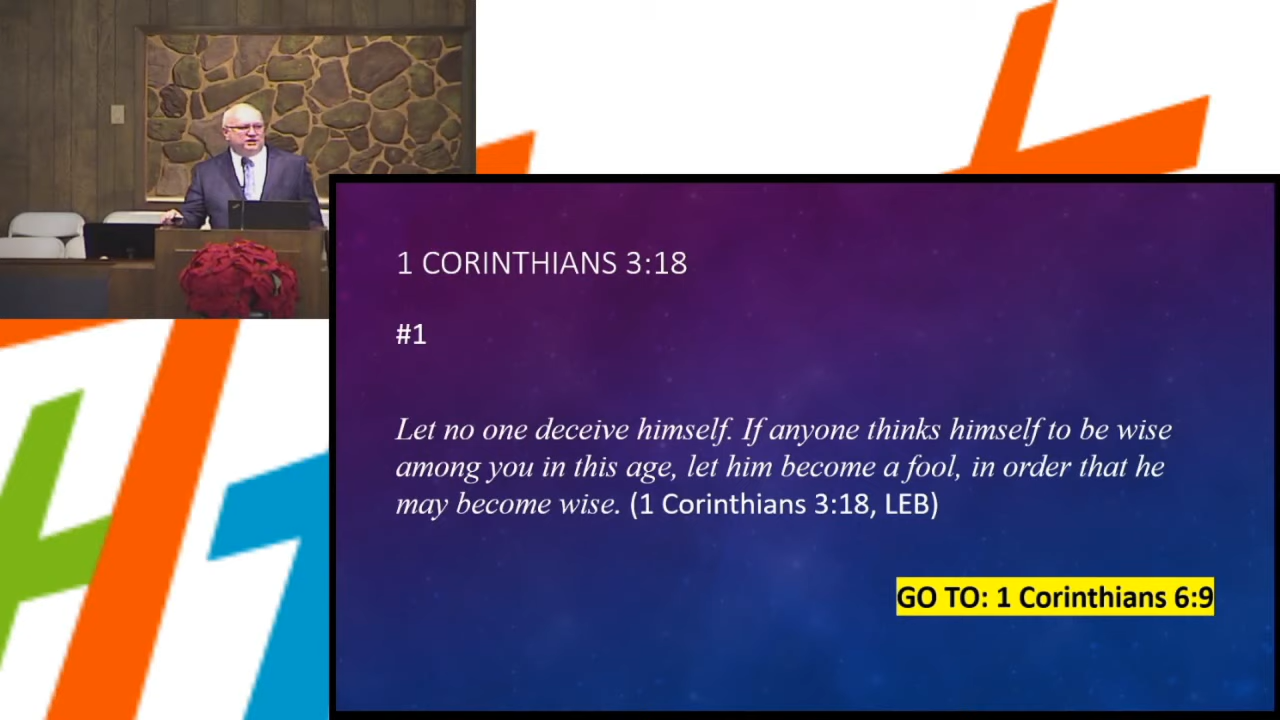 1 CORINTHIANS 3:18
#1
Let no one deceive himself. If anyone thinks himself to be wise
among you in this age, let him become a fool, in order that he
may become wise. (1 Corinthians 3:18, LEB)
GO TO: 1 Corinthians 6:9